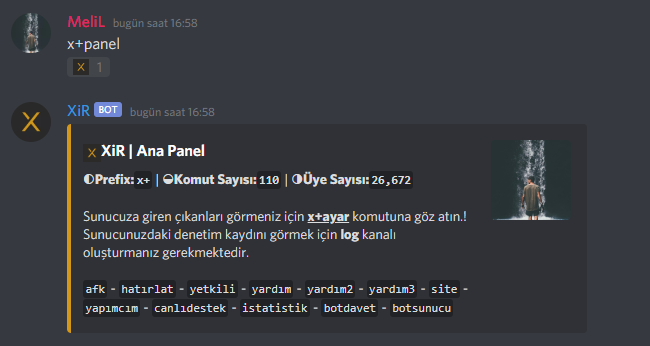 MeliL bugün saat 16:58
x+panel
X 1
XiR BOT bugün saat 16:58
X XiR | Ana Panel
Prefix: x+ | Komut Sayısı: 110 | Üye Sayısı: 26,672
Sunucuza giren çıkanları görmeniz için x+ayar komutuna göz atın.!
Sunucunuzdaki denetim kaydını görmek için log kanalı
oluşturmanız gerekmektedir.
afk - hatırlat - yetkili - yardım - yardım2 - yardım3 - site -
yapımcım - canlıdestek - istatistik - botdavet - botsunucu